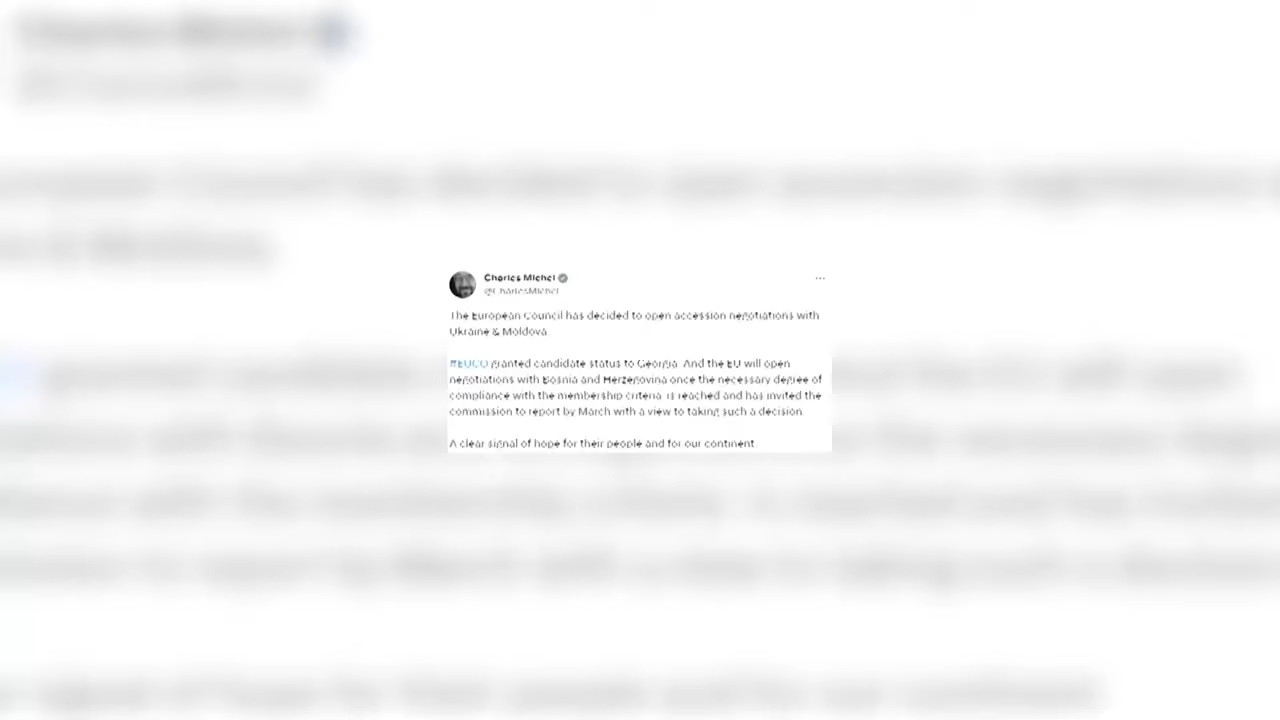 Charles Michel
@CharlesMichel
The European Council has decided to open accession negotiations with
Ukraine & Moldova.
#EUCO granted candidate status to Georgia. And the EU will open
negotiations with Bosnia and Herzegovina once the necessary degree of
compliance with the membership criteria is reached and has invited the
commission to report by March with a view to taking such a decision.
A clear signal of hope for their people and for our continent.